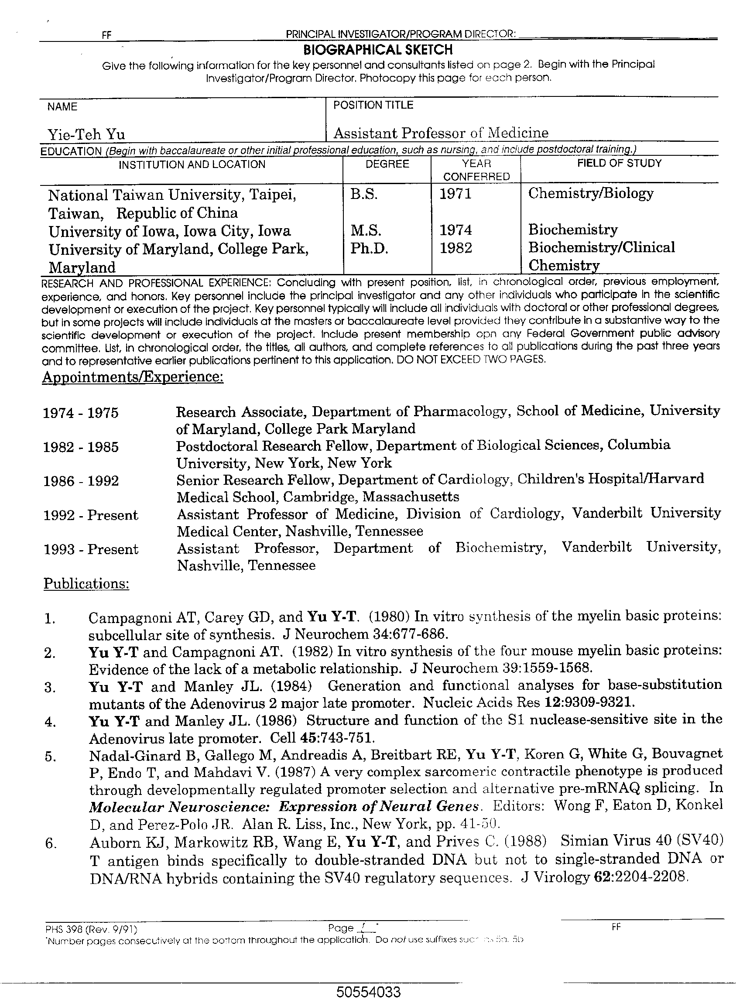 FF PRINCIPAL INVESTIGATOR/PROGRAM DIRECTOR:
BIOGRAPHICAL SKETCH
Give the following information for the key personnel and consultants listed on page 2. Begin with the Principal
Investigator/Program Director. Photocopy this page for each person.
NAME POSITION TITLE
Yie-Teh Yu Assistant Professor of Medicine
EDUCATION (Begin with baccalaureate or other initial professional education, such as nursing, and include postdoctoral training.)
INSTITUTION AND LOCATION DEGREE YEAR CONFERRED FIELD OF STUDY
National Taiwan University, Taipei, B.S. 1971 Chemistry/Biology
Taiwan, Republic of China
University of Iowa, Iowa City, Iowa M.S. 1974 Biochemistry
University of Maryland, College Park, Ph.D. 1982 Biochemistry/Clinical
Maryland Chemistry
RESEARCH AND PROFESSIONAL EXPERIENCE: Concluding with present position, list, in chronological order, previous employment,
experience, and honors. Key personnel include the principal investigator and any other individuals who participate in the scientific
development or execution of the project. Key personnel typically will include all individuals with doctoral or other professional degrees,
but in some projects will include individuals at the masters or baccalaureate level provided they contribute in a substantive way to the
scientific development or execution of the project. Include present membership opn any Federal Government public advisory
committee. List, in chronological order, the titles, all authors, and complete references to all publications during the past three years
and to representative earlier publications pertinent to this application. DO NOT EXCEED TWO PAGES.
Appointments/Experience:
1974 - 1975 Research Associate, Department of Pharmacology, School of Medicine, University
of Maryland, College Park Maryland
1982 - 1985 Postdoctoral Research Fellow, Department of Biological Sciences, Columbia
University, New York, New York
1986 - 1992 Senior Research Fellow, Department of Cardiology, Children's Hospital/Harvard
Medical School, Cambridge, Massachusetts
1992 - Present Assistant Professor of Medicine, Division of Cardiology, Vanderbilt University
Medical Center, Nashville, Tennessee
1993 - Present Assistant Professor, Department of Biochemistry, Vanderbilt University,
Nashville, Tennessee
Publications:
1. Campagnoni AT, Carey GD, and Yu Y-T. (1980) In vitro synthesis of the myelin basic proteins:
subcellular site of synthesis. J Neurochem 34:677-686.
2. Yu Y-T and Campagnoni AT. (1982) In vitro synthesis of the four mouse myelin basic proteins:
Evidence of the lack of a metabolic relationship. J Neurochem 39:1559-1568.
3. Yu Y-T and Manley JL. (1984) Generation and functional analyses for base-substitution
mutants of the Adenovirus 2 major late promoter. Nucleic Acids Res 12:9309-9321.
4. Yu Y-T and Manley JL. (1986) Structure and function of the S1 nuclease-sensitive site in the
Adenovirus late promoter. Cell 45:743-751.
5. Nadal-Ginard B, Gallego M, Andreadis A, Breitbart RE, Yu Y-T, Koren G, White G, Bouvagnet
P, Endo T, and Mahdavi V. (1987) A very complex sarcomeric contractile phenotype is produced
through developmentally regulated promoter selection and alternative pre-mRNAQ splicing. In
Molecular Neuroscience: Expression of Neural Genes. Editors: Wong F, Eaton D, Konkel
D, and Perez-Polo JR. Alan R. Liss, Inc., New York, pp. 41-50.
6. Auborn KJ, Markowitz RB, Wang E, Yu Y-T, and Prives C. (1988) Simian Virus 40 (SV40)
T antigen binds specifically to double-stranded DNA but not to single-stranded DNA or
DNA/RNA hybrids containing the SV40 regulatory sequences. J Virology 62:2204-2208.
PHS 398 (Rev. 9/91) Page FF
*Number pages consecutively at the bottom throughout the application. Do not use suffixes such as 5a, 5b
50554033